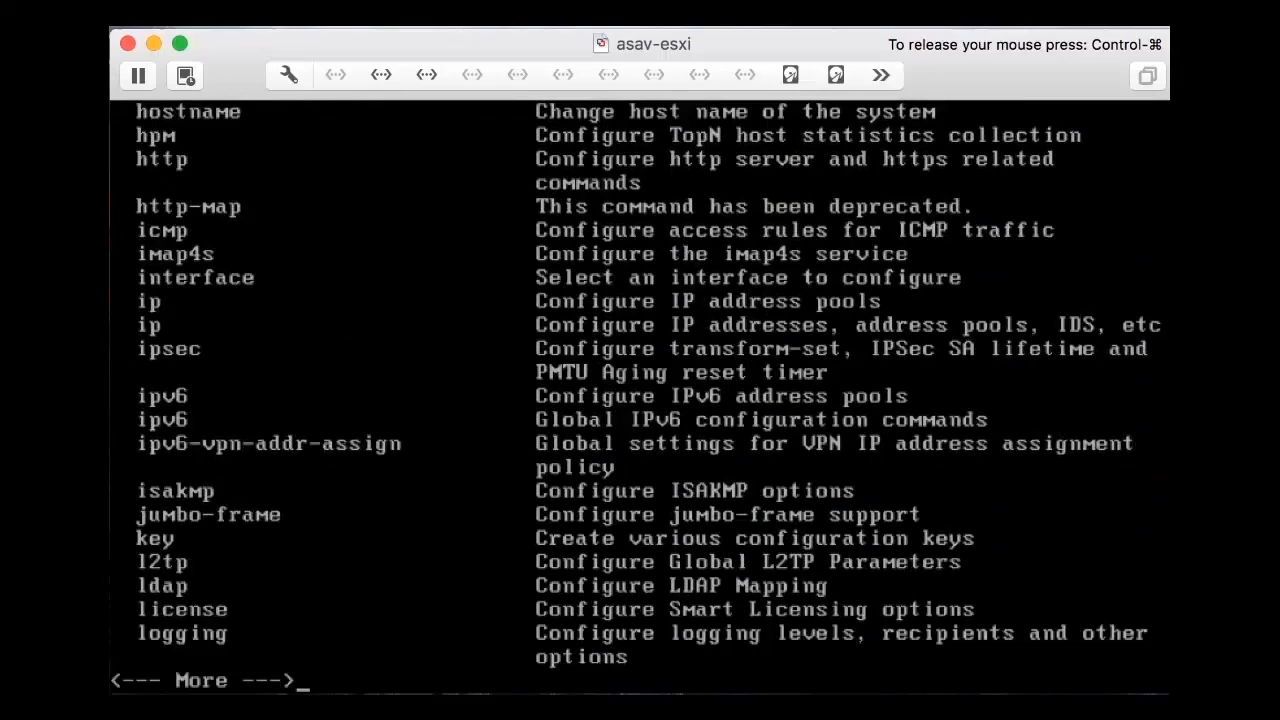 asav-esxi
To release your mouse press: Control-⌘
hostname Change host name of the system
hpm Configure TopN host statistics collection
http Configure http server and https related
commands
http-map This command has been deprecated.
icmp Configure access rules for ICMP traffic
imap4s Configure the imap4s service
interface Select an interface to configure
ip Configure IP address pools
ip Configure IP addresses, address pools, IDS, etc
ipsec Configure transform-set, IPSec SA lifetime and
PMTU Aging reset timer
ipv6 Configure IPv6 address pools
ipv6 Global IPv6 configuration commands
ipv6-vpn-addr-assign Global settings for VPN IP address assignment
policy
isakmp Configure ISAKMP options
jumbo-frame Configure jumbo-frame support
key Create various configuration keys
l2tp Configure Global L2TP Parameters
ldap Configure LDAP Mapping
license Configure Smart Licensing options
logging Configure logging levels, recipients and other
options
<--- More --->_